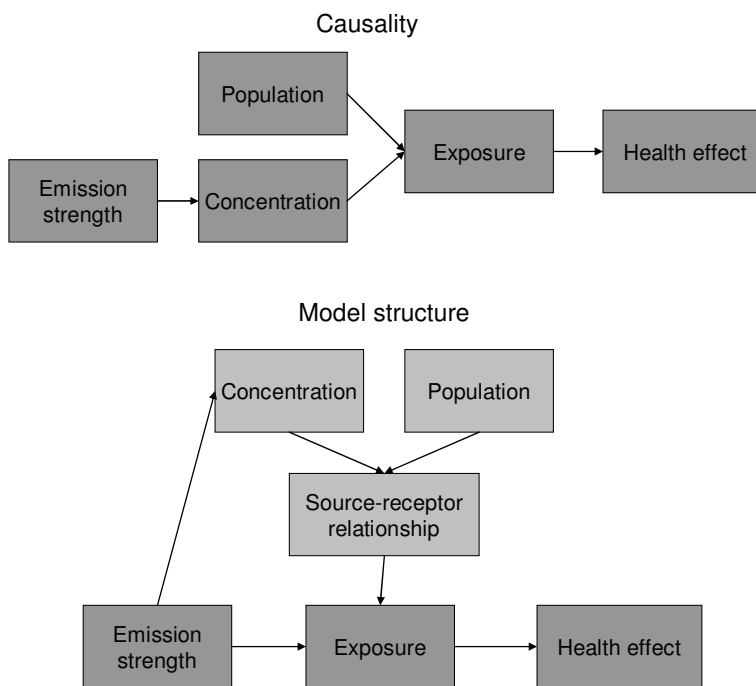 Causality
Population
Exposure
Health effect
Emission
strength
Concentration
Model structure
Concentration
Population
Source-receptor
relationship
Emission
strength
Exposure
Health effect